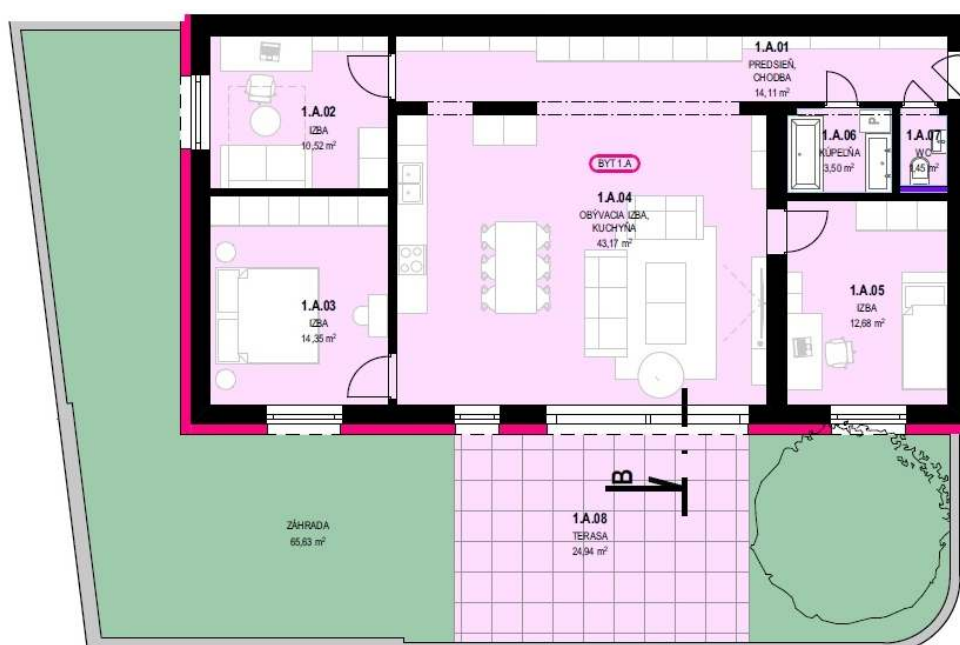 1.A.01
PREDSIEŇ,
CHODBA
14,11 m²
1.A.02
IZBA
10,52 m²
1.A.06
KÚPEĽŇA
3,50 m²
P
1.A.07
WC
1,45 m²
BYT 1.A
1.A.04
OBÝVACIA IZBA,
KUCHYŇA
43,17 m²
1.A.03
IZBA
14,35 m²
1.A.05
IZBA
12,68 m²
B
1.A.08
TERASA
24,94 m²
ZÁHRADA
65,63 m²